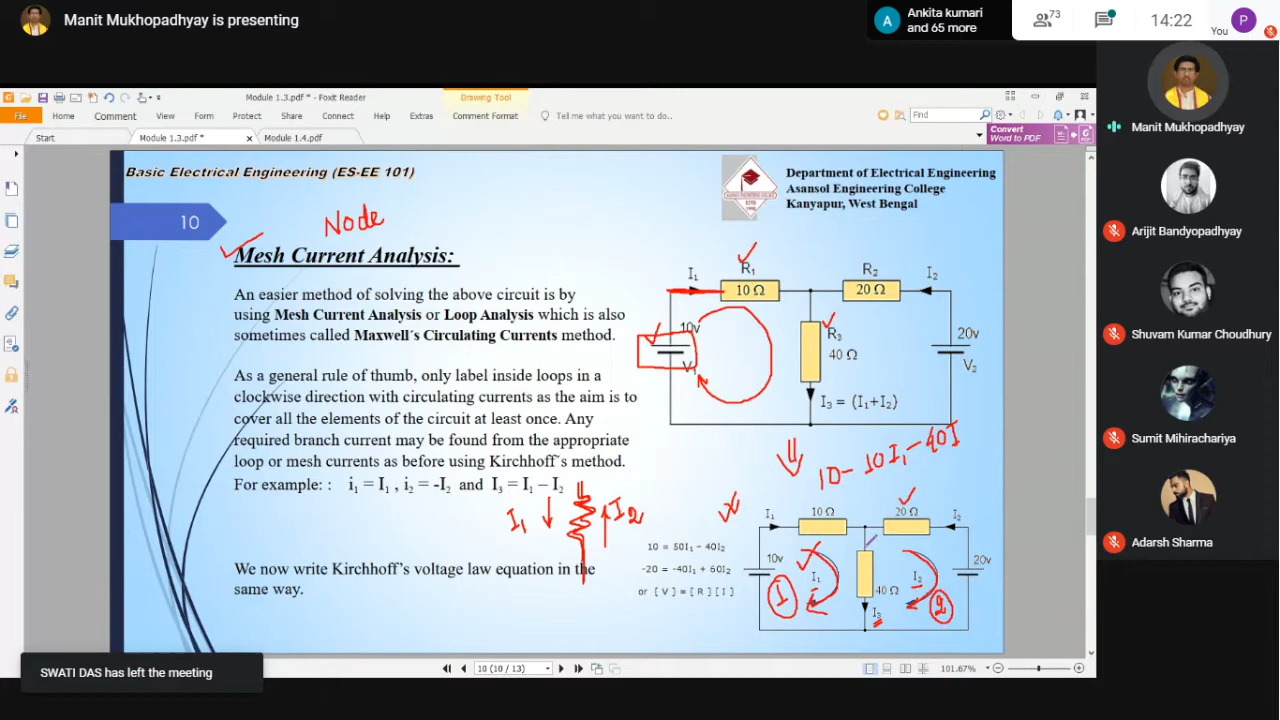 Manit Mukhopadhyay is presenting
Ankita kumari
and 65 more
73
14:22
You
P
A
Module 1.3.pdf * - Foxit Reader
Drawing Tool
File
Home
Comment
View
Form
Protect
Share
Connect
Help
Extras
Comment Format
Tell me what you want to do..
Find
Start
Module 1.3.pdf *
Module 1.4.pdf
Convert
Word to PDF
Basic Electrical Engineering (ES-EE 101)
Department of Electrical Engineering
Asansol Engineering College
Kanyapur, West Bengal
10
Node
Mesh Current Analysis:
An easier method of solving the above circuit is by
using Mesh Current Analysis or Loop Analysis which is also
sometimes called Maxwell´s Circulating Currents method.
As a general rule of thumb, only label inside loops in a
clockwise direction with circulating currents as the aim is to
cover all the elements of the circuit at least once. Any
required branch current may be found from the appropriate
loop or mesh currents as before using Kirchhoff´s method.
For example: : i₁ = I₁ , i₂ = -I₂ and I₃ = I₁ – I₂
I₁
I₂
We now write Kirchhoff’s voltage law equation in the
same way.
I₁
R₁
10 Ω
R₂
20 Ω
I₂
10v
V₁
R₃
40 Ω
20v
V₂
I₃ = (I₁+I₂)
10 - 10I₁ - 40I
I₁
10 Ω
20 Ω
I₂
10 = 50I₁ - 40I₂
-20 = -40I₁ + 60I₂
or [ V ] = [ R ] [ I ]
10v
I₁
1
40 Ω
I₃
I₂
2
20v
10 (10 / 13)
101.67%
Manit Mukhopadhyay
Arijit Bandyopadhyay
Shuvam Kumar Choudhury
Sumit Mihirachariya
Adarsh Sharma
SWATI DAS has left the meeting